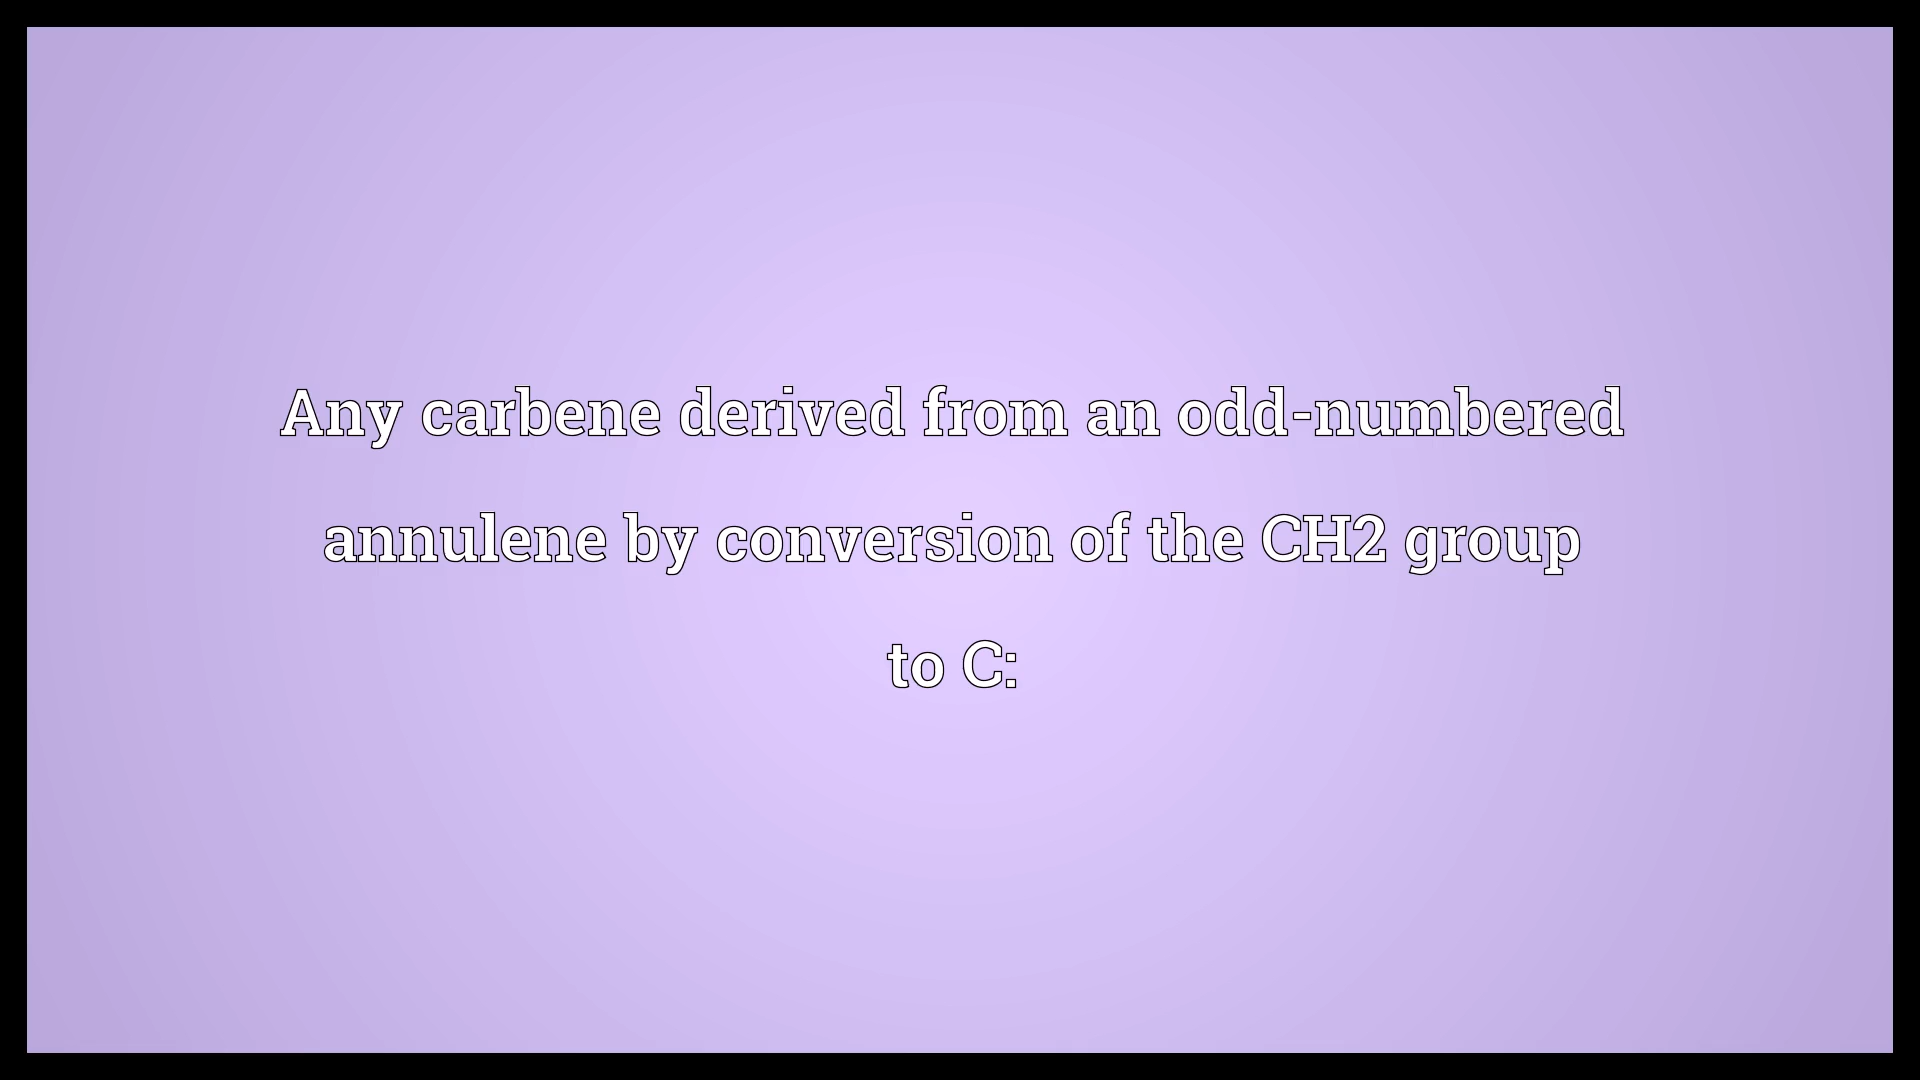 Any carbene derived from an odd-numbered
annulene by conversion of the CH2 group
to C: